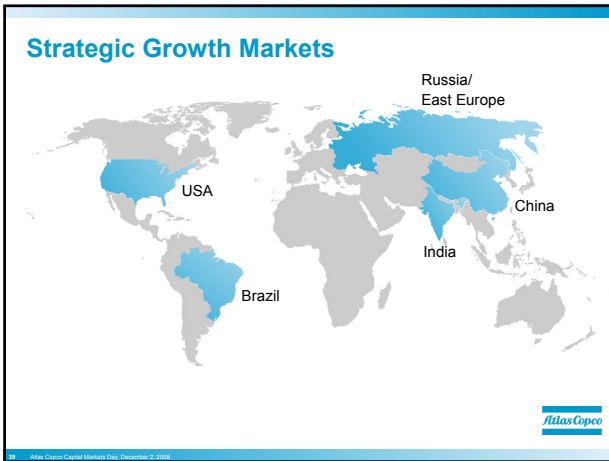 Strategic Growth Markets
Russia/
East Europe
USA
China
India
Brazil
Atlas Copco
39 Atlas Copco Capital Markets Day, December 2, 2008